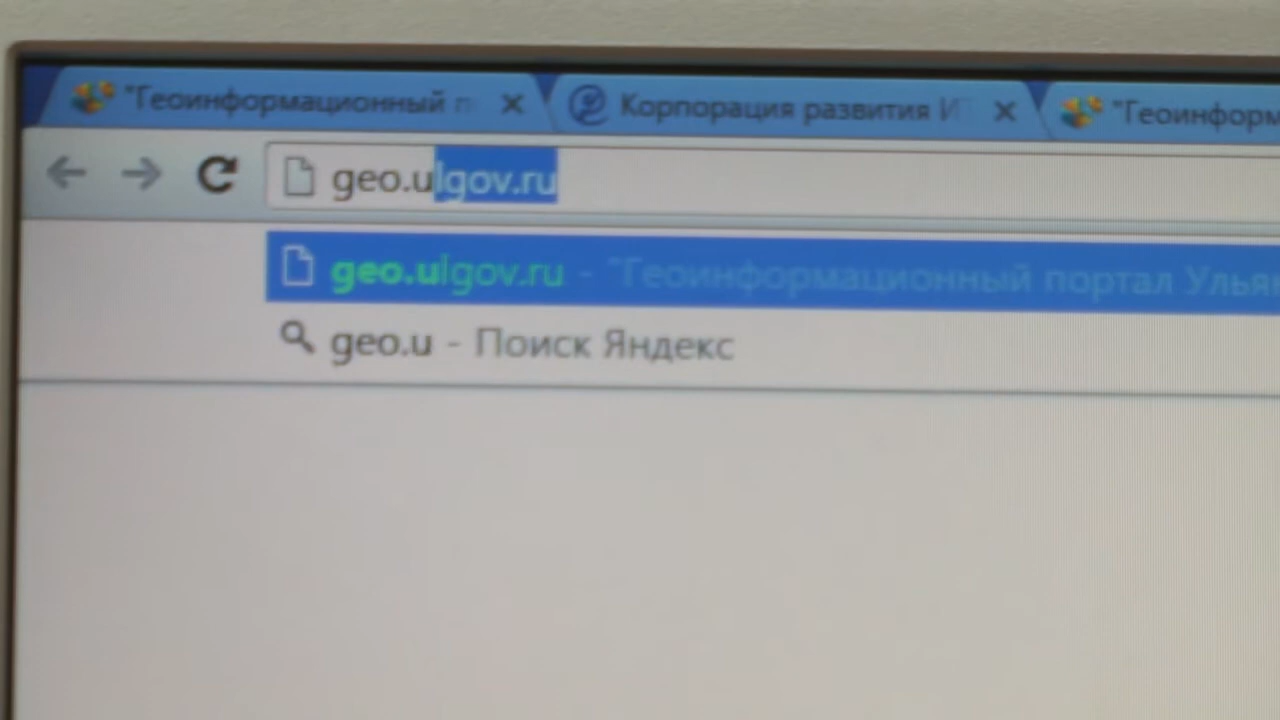 "Геоинформационный п
Корпорация развития И
"Геоинформ
geo.ulgov.ru
geo.ulgov.ru - "Геоинформационный портал Улья
geo.u - Поиск Яндекс